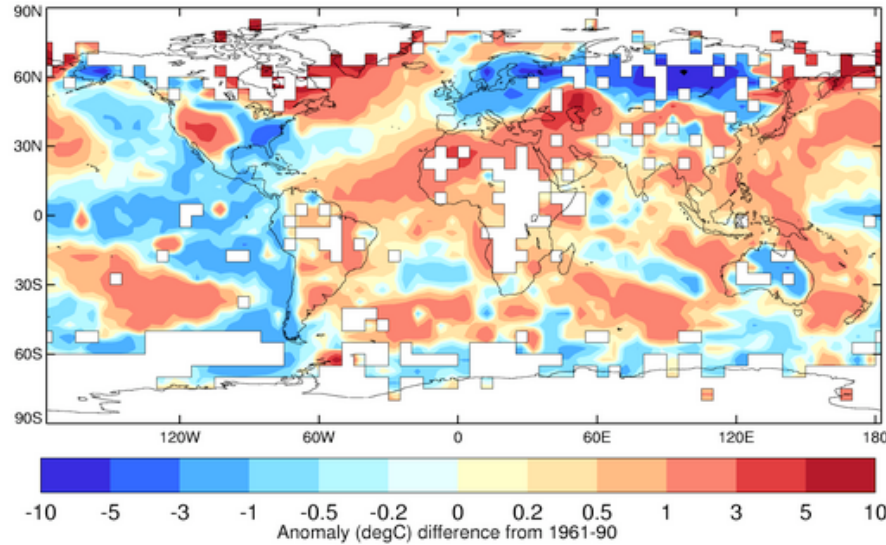 90N
60N
30N
0
30S
60S
90S
120W 60W 0 60E 120E 180
-10 -5 -3 -1 -0.5 -0.2 0 0.2 0.5 1 3 5 10
Anomaly (degC) difference from 1961-90